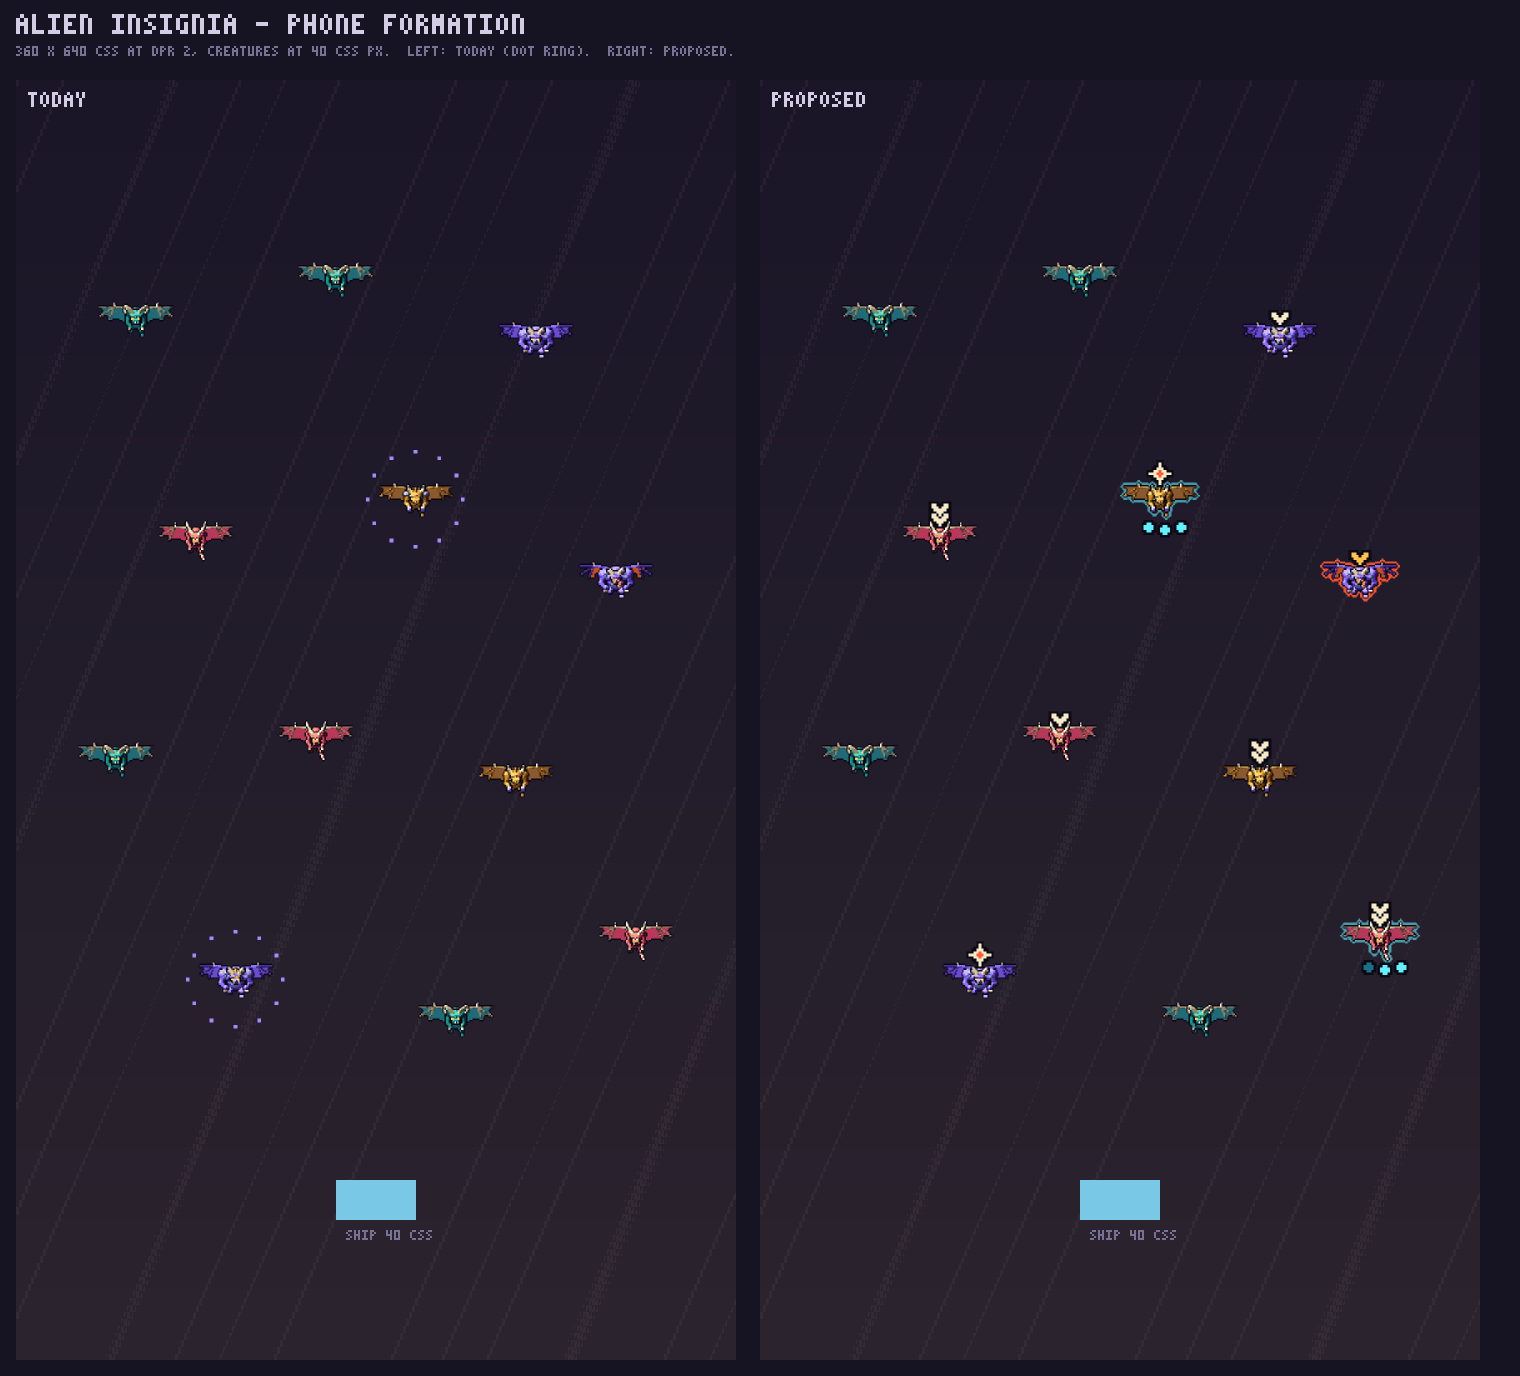 ALIEN INSIGNIA - PHONE FORMATION
360 X 640 CSS AT DPR 2, CREATURES AT 40 CSS PX.  LEFT: TODAY (DOT RING).  RIGHT: PROPOSED.
TODAY
PROPOSED
SHIP 40 CSS
SHIP 40 CSS